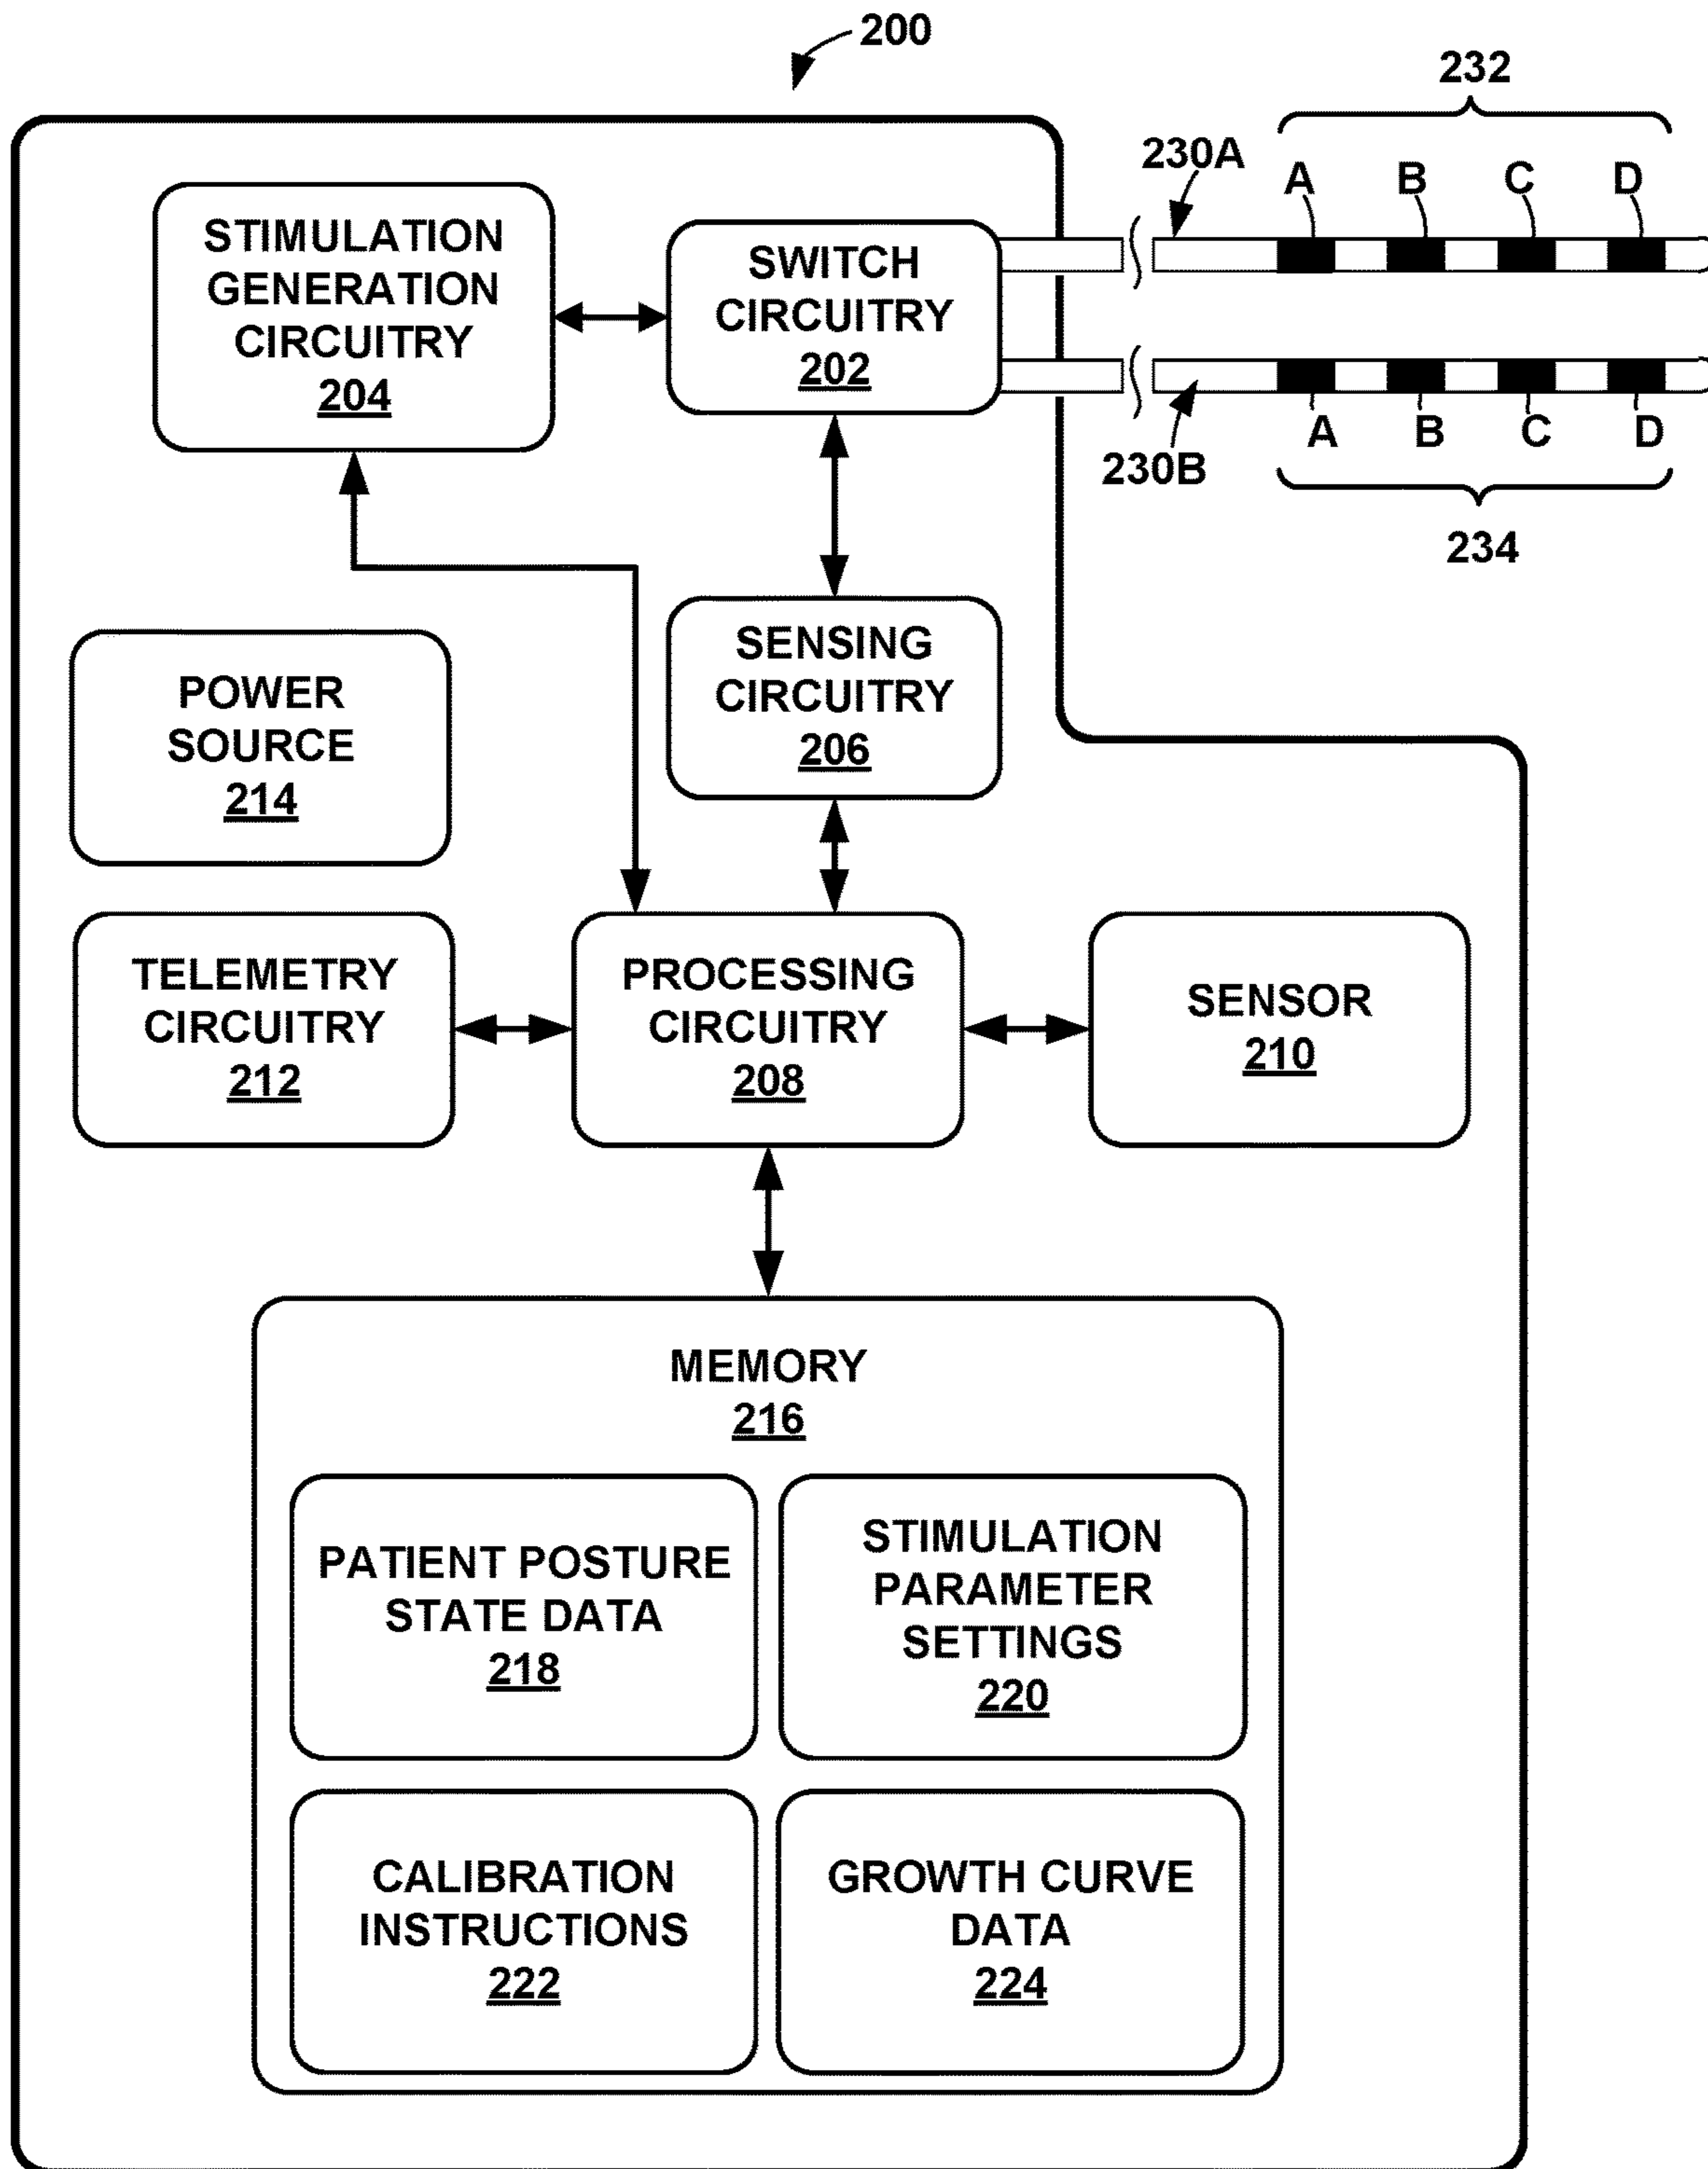 200
232
230A
A B C D
STIMULATION
GENERATION
CIRCUITRY
204
SWITCH
CIRCUITRY
202
A B C D
230B
234
SENSING
CIRCUITRY
206
POWER
SOURCE
214
TELEMETRY
CIRCUITRY
212
PROCESSING
CIRCUITRY
208
SENSOR
210
MEMORY
216
PATIENT POSTURE
STATE DATA
218
STIMULATION
PARAMETER
SETTINGS
220
CALIBRATION
INSTRUCTIONS
222
GROWTH CURVE
DATA
224